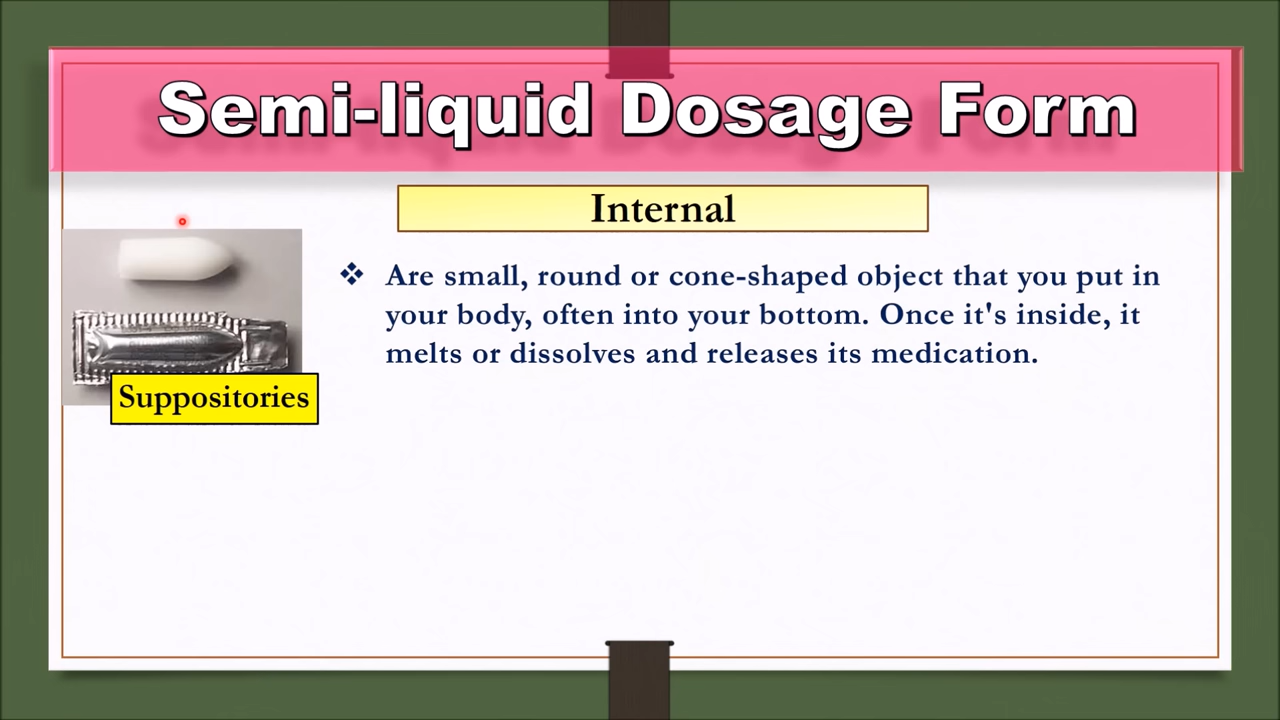 Semi-liquid Dosage Form
Internal
Are small, round or cone-shaped object that you put in
your body, often into your bottom. Once it's inside, it
melts or dissolves and releases its medication.
Suppositories